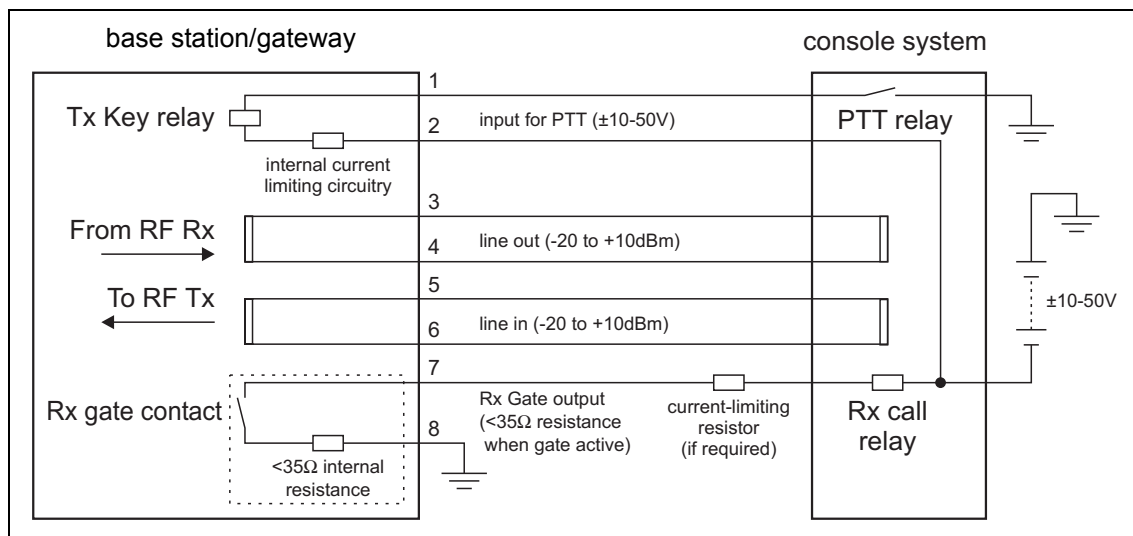 base station/gateway
console system
1
Tx Key relay
2
input for PTT (±10-50V)
PTT relay
internal current
limiting circuitry
3
From RF Rx
4
line out (-20 to +10dBm)
5
To RF Tx
6
line in (-20 to +10dBm)
±10-50V
7
Rx gate contact
8
Rx Gate output
(<35Ω resistance
when gate active)
current-limiting
resistor
(if required)
Rx call
relay
<35Ω internal
resistance